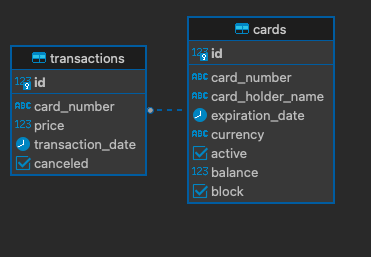 transactions
123 id
ABC card_number
123 price
transaction_date
canceled
cards
123 id
ABC card_number
ABC card_holder_name
expiration_date
ABC currency
active
123 balance
block